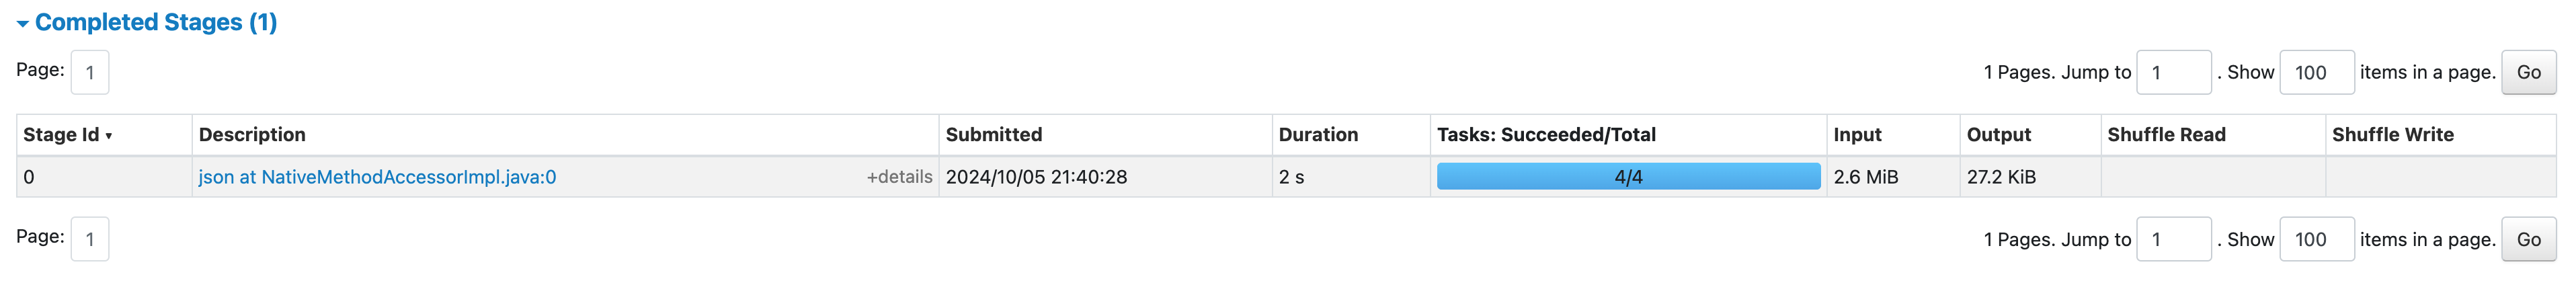 Completed Stages (1)
Page: 1 1 Pages. Jump to 1 . Show 100 items in a page. Go
Stage Id Description Submitted Duration Tasks: Succeeded/Total Input Output Shuffle Read Shuffle Write
0 json at NativeMethodAccessorImpl.java:0 +details 2024/10/05 21:40:28 2 s 4/4 2.6 MiB 27.2 KiB
Page: 1 1 Pages. Jump to 1 . Show 100 items in a page. Go